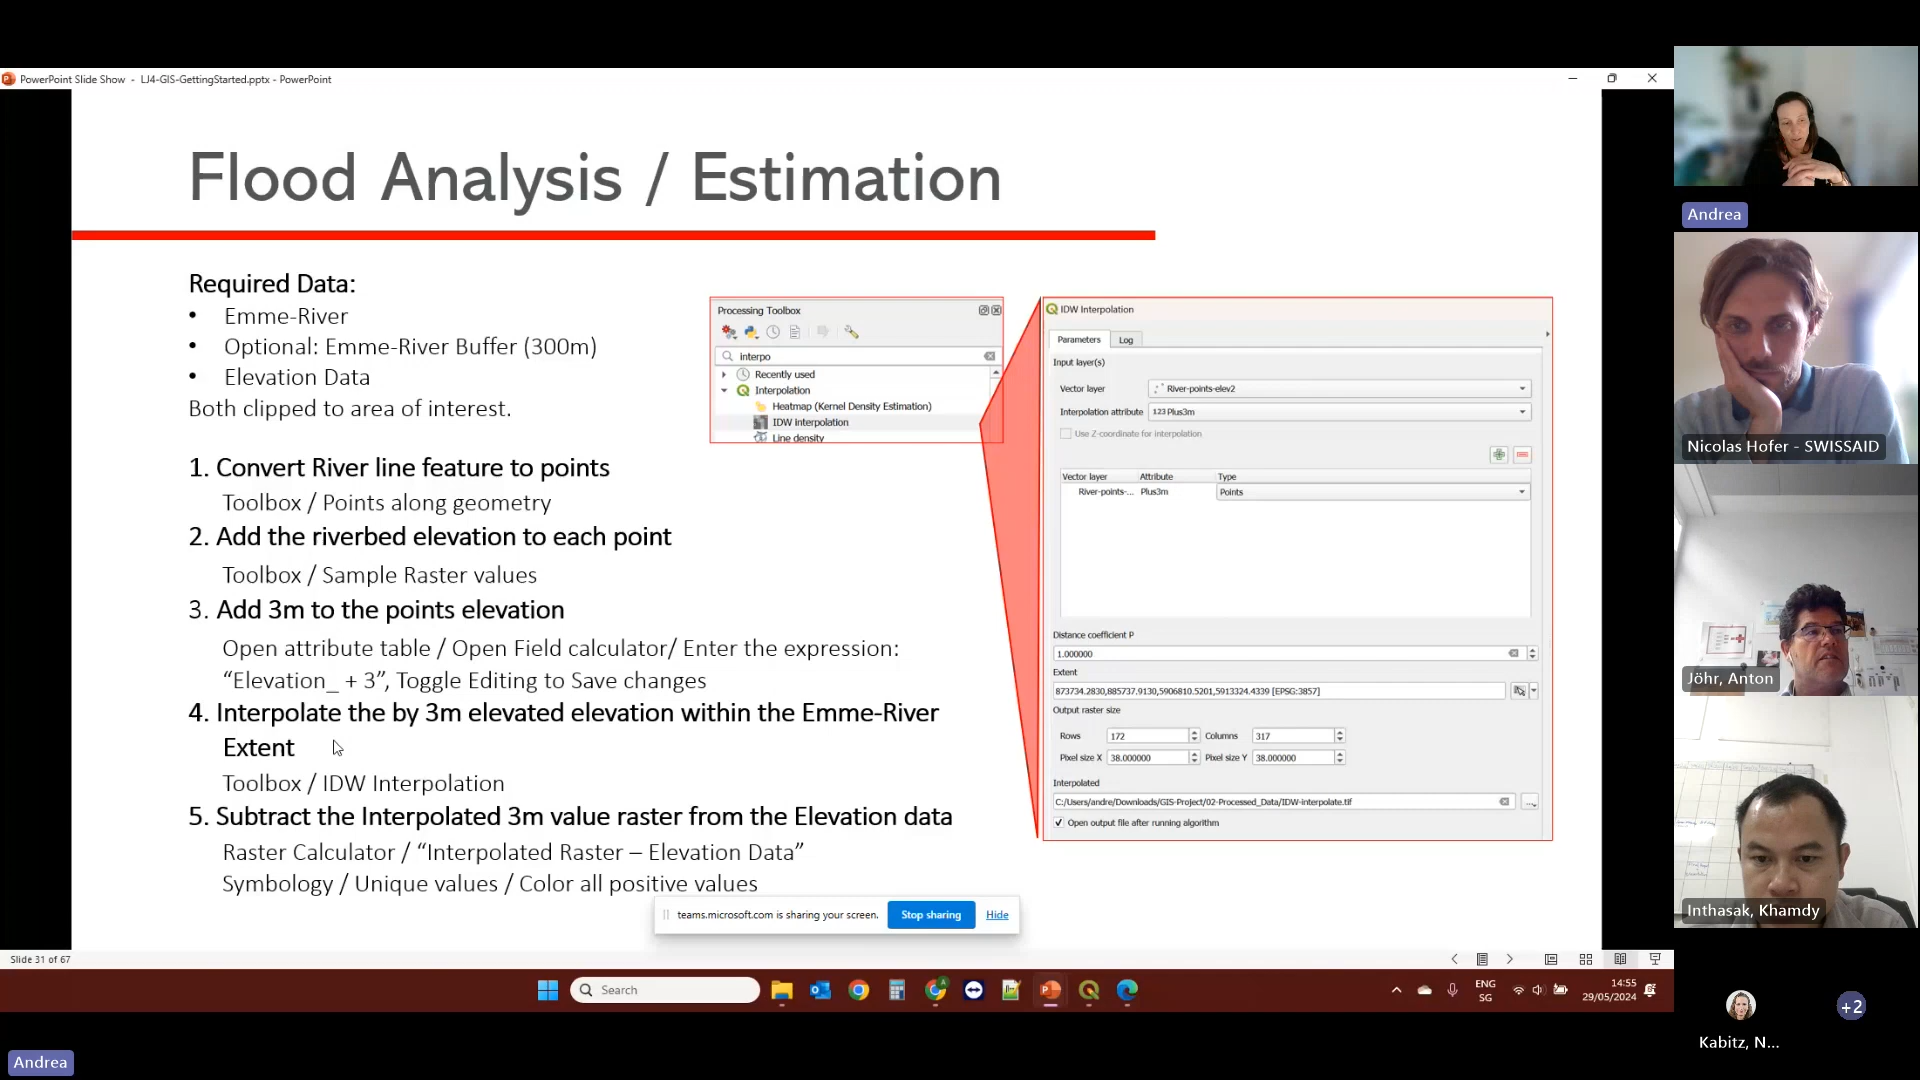 PowerPoint Slide Show - LJ4-GIS-GettingStarted.pptx - PowerPoint
Flood Analysis / Estimation
Required Data:
• Emme-River
• Optional: Emme-River Buffer (300m)
• Elevation Data
Both clipped to area of interest.
1. Convert River line feature to points
Toolbox / Points along geometry
2. Add the riverbed elevation to each point
Toolbox / Sample Raster values
3. Add 3m to the points elevation
Open attribute table / Open Field calculator/ Enter the expression:
“Elevation_ + 3”, Toggle Editing to Save changes
4. Interpolate the by 3m elevated elevation within the Emme-River
Extent
Toolbox / IDW Interpolation
5. Subtract the Interpolated 3m value raster from the Elevation data
Raster Calculator / “Interpolated Raster – Elevation Data”
Symbology / Unique values / Color all positive values
Processing Toolbox
interpo
Recently used
Interpolation
Heatmap (Kernel Density Estimation)
IDW interpolation
Line density
IDW Interpolation
Parameters Log
Input layer(s)
Vector layer River-points-elev2
Interpolation attribute 123 Plus3m
Use Z-coordinate for interpolation
Vector layer Attribute Type
River-points-... Plus3m Points
Distance coefficient P
1.000000
Extent
873734.2830,885737.9130,5906810.5201,5913324.4339 [EPSG:3857]
Output raster size
Rows 172 Columns 317
Pixel size X 38.000000 Pixel size Y 38.000000
Interpolated
C:/Users/andre/Downloads/GIS-Project/02-Processed_Data/IDW-interpolate.tif
...
Open output file after running algorithm
teams.microsoft.com is sharing your screen. Stop sharing Hide
Slide 31 of 67
Search
ENG
SG
14:55
29/05/2024
Andrea
Nicolas Hofer - SWISSAID
Jöhr, Anton
Inthasak, Khamdy
Kabitz, N...
+2
Andrea